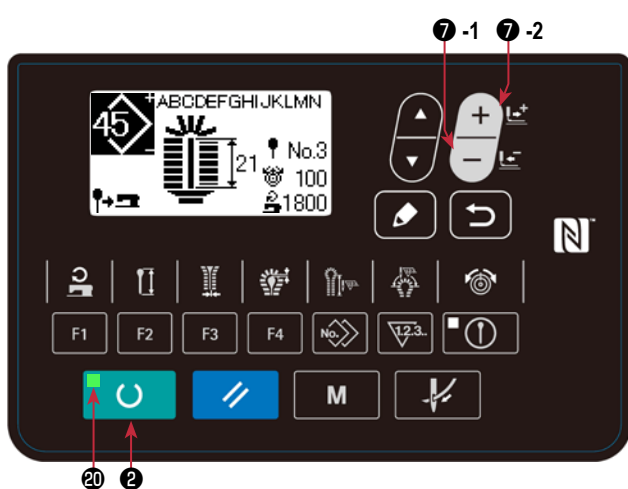 ❼ -1 ❼ -2
45 + ABCDEFGHIJKLMN
21
No.3
100
1800
+
−
+
−
N™
F1 F2 F3 F4 No. 1.2.3..
M
⓴ ❷